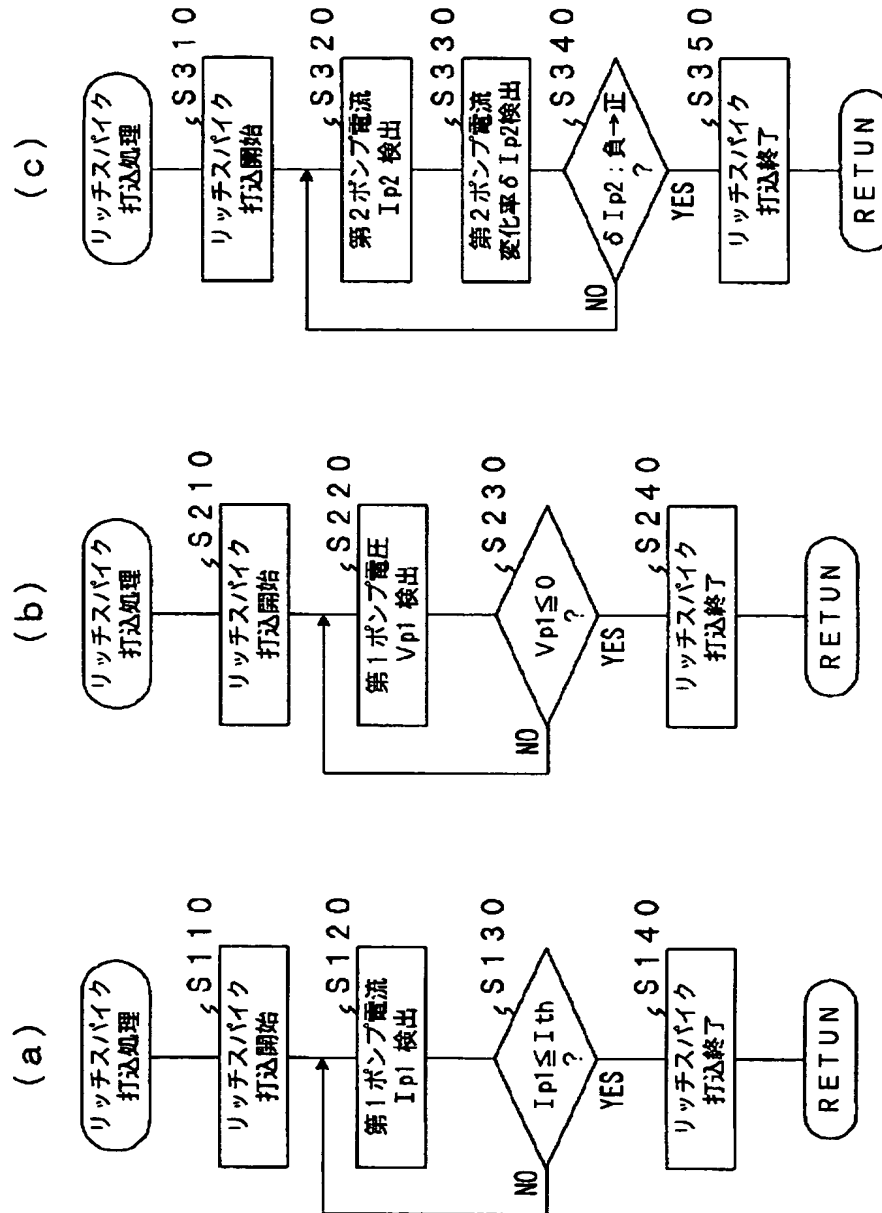 (a)
リッチスパイク
打込処理
S110
リッチスパイク
打込開始
S120
第1ポンプ電流
Ip1 検出
S130
Ip1≦Ith
?
NO
YES
S140
リッチスパイク
打込終了
RETUN
(b)
リッチスパイク
打込処理
S210
リッチスパイク
打込開始
S220
第1ポンプ電圧
Vp1 検出
S230
Vp1≦0
?
NO
YES
S240
リッチスパイク
打込終了
RETUN
(c)
リッチスパイク
打込処理
S310
リッチスパイク
打込開始
S320
第2ポンプ電流
Ip2 検出
S330
第2ポンプ電流
変化率δIp2検出
S340
δIp2:負→正
?
NO
YES
S350
リッチスパイク
打込終了
RETUN